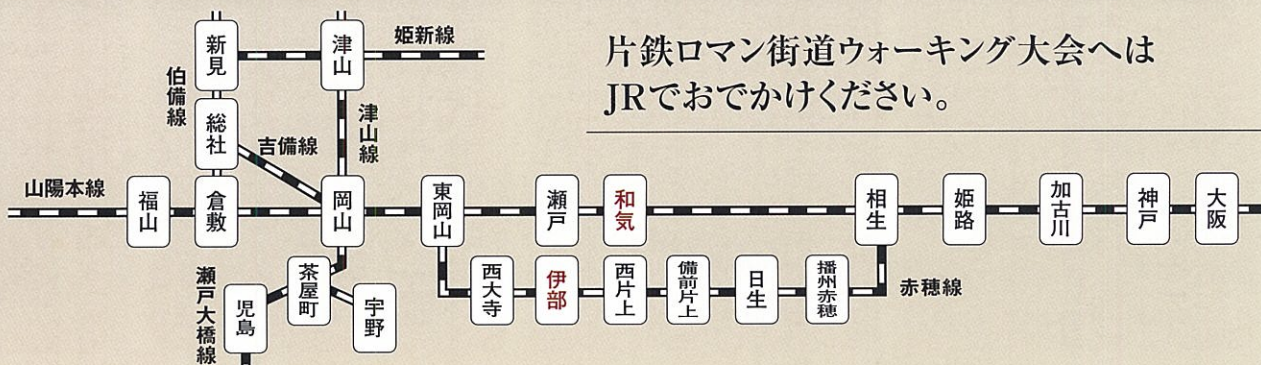 片鉄ロマン街道ウォーキング大会へは
JRでおでかけください。
新見
津山
姫新線
伯備線
総社
吉備線
津山線
山陽本線
福山
倉敷
岡山
東岡山
瀬戸
和気
相生
姫路
加古川
神戸
大阪
瀬戸大橋線
児島
茶屋町
宇野
西大寺
伊部
西片上
備前片上
日生
播州赤穂
赤穂線